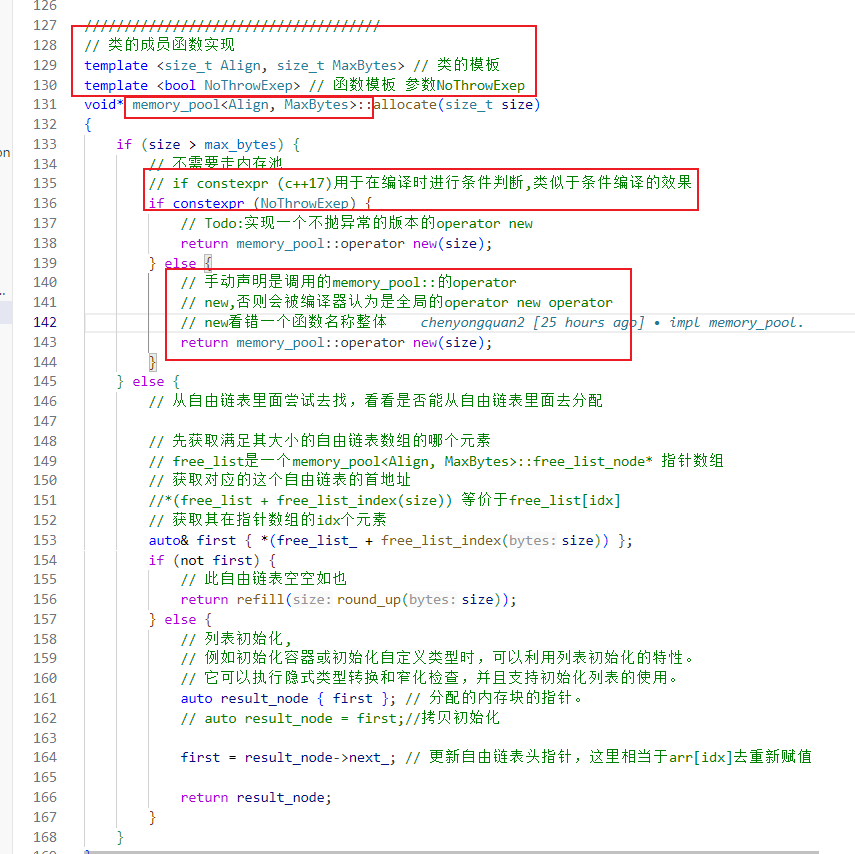 126
127 /////////////////////////////////////
128 // 类的成员函数实现
129 template <size_t Align, size_t MaxBytes> // 类的模板
130 template <bool NoThrowExep> // 函数模板 参数NoThrowExep
131 void* memory_pool<Align, MaxBytes>::allocate(size_t size)
132 {
133 if (size > max_bytes) {
134 // 不需要走内存池
on 135 // if constexpr (c++17)用于在编译时进行条件判断,类似于条件编译的效果
136 if constexpr (NoThrowExep) {
137 // Todo:实现一个不抛异常的版本的operator new
138 return memory_pool::operator new(size);
139 } else {
140 // 手动声明是调用的memory_pool::的operator
141 // new,否则会被编译器认为是全局的operator new operator
142 // new看错一个函数名称整体 chenyongquan2 [25 hours ago] • impl memory_pool.
143 return memory_pool::operator new(size);
144 }
145 } else {
146 // 从自由链表里面尝试去找，看看是否能从自由链表里面去分配
147
148 // 先获取满足其大小的自由链表数组的哪个元素
149 // free_list是一个memory_pool<Align, MaxBytes>::free_list_node* 指针数组
150 // 获取对应的这个自由链表的首地址
151 //*(free_list + free_list_index(size)) 等价于free_list[idx]
152 // 获取其在指针数组的idx个元素
153 auto& first { *(free_list_ + free_list_index(bytes: size)) };
154 if (not first) {
155 // 此自由链表空空如也
156 return refill(size: round_up(bytes: size));
157 } else {
158 // 列表初始化,
159 // 例如初始化容器或初始化自定义类型时，可以利用列表初始化的特性。
160 // 它可以执行隐式类型转换和窄化检查，并且支持初始化列表的使用。
161 auto result_node { first }; // 分配的内存块的指针。
162 // auto result_node = first;//拷贝初始化
163
164 first = result_node->next_; // 更新自由链表头指针，这里相当于arr[idx]去重新赋值
165
166 return result_node;
167 }
168 }